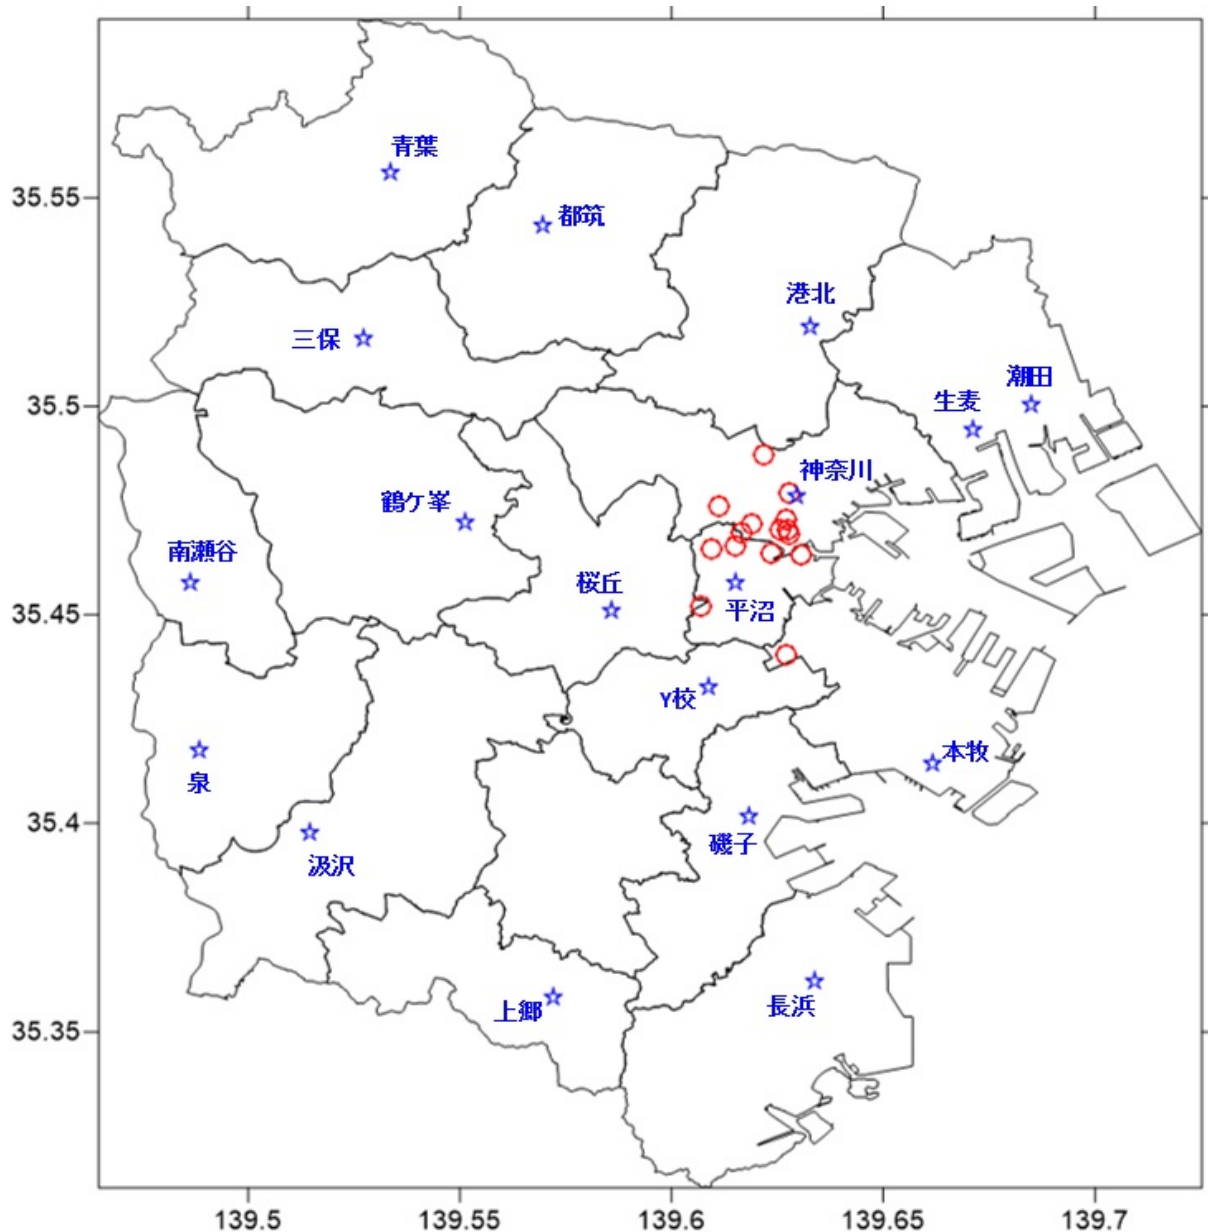 青葉
35.55
都筑
港北
三保
潮田
35.5
生麦
神奈川
鶴ケ峯
南瀬谷
桜丘
35.45
平沼
Y校
本牧
泉
35.4
磯子
汲沢
長浜
上郷
35.35
139.5
139.55
139.6
139.65
139.7